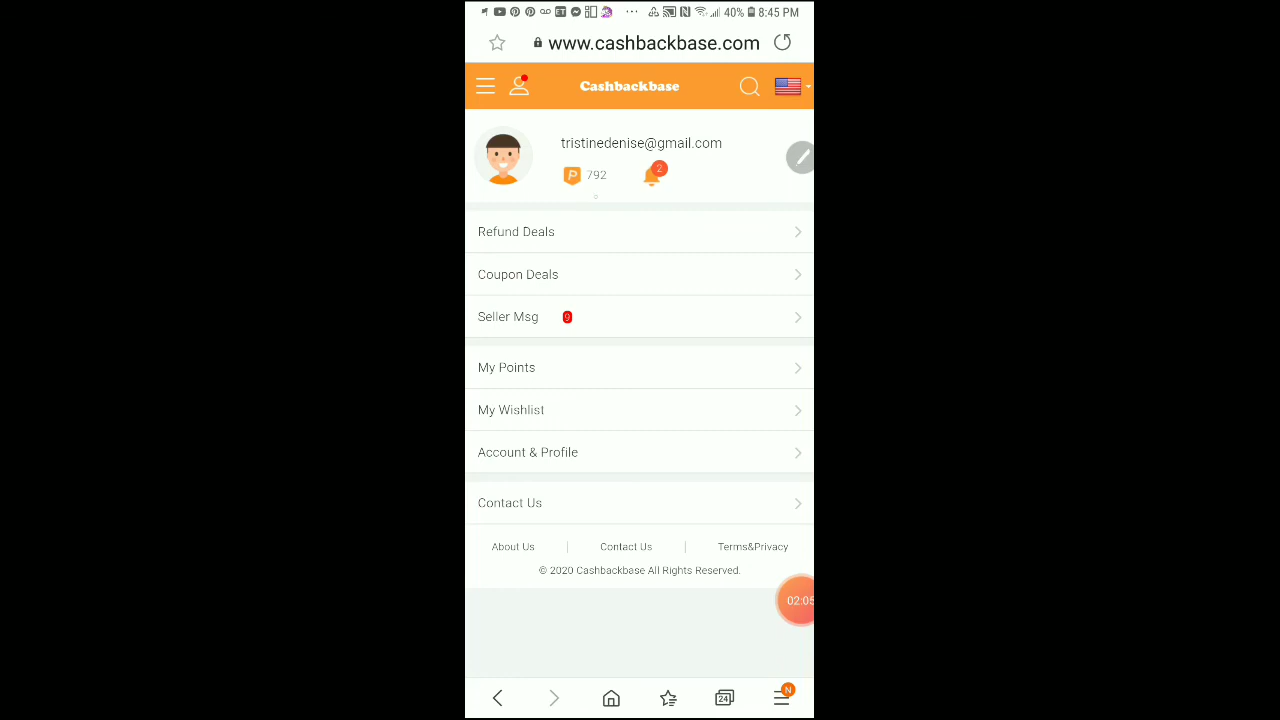 40% 8:45 PM
www.cashbackbase.com
Cashbackbase
tristinedenise@gmail.com
P 792 2
Refund Deals
Coupon Deals
Seller Msg 9
My Points
My Wishlist
Account & Profile
Contact Us
About Us | Contact Us | Terms&Privacy
© 2020 Cashbackbase All Rights Reserved.
02:05
24 N